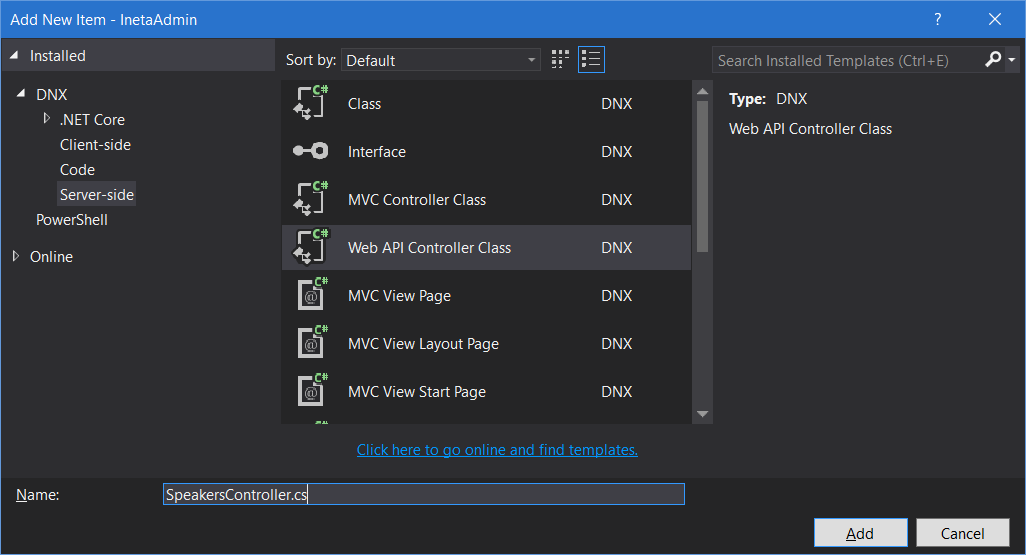 Add New Item - InetaAdmin
?
Installed
DNX
.NET Core
Client-side
Code
Server-side
PowerShell
Online
Sort by: Default
C# Class DNX
Interface DNX
C# MVC Controller Class DNX
C# Web API Controller Class DNX
C# @ MVC View Page DNX
C# @ MVC View Layout Page DNX
C# @ MVC View Start Page DNX
C#
Click here to go online and find templates.
Search Installed Templates (Ctrl+E)
Type: DNX
Web API Controller Class
Name: SpeakersController.cs
Add Cancel